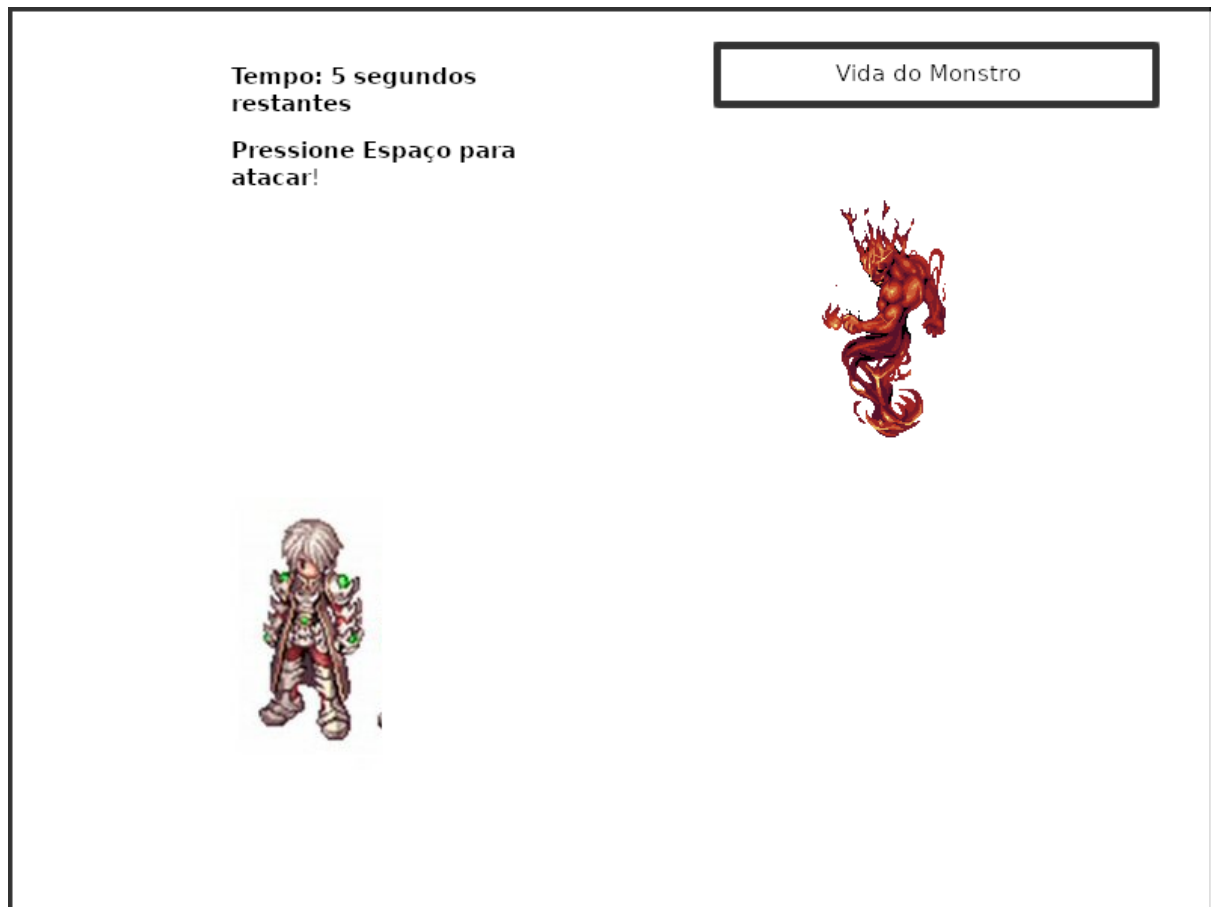 Tempo: 5 segundos
restantes
Pressione Espaço para
atacar!
Vida do Monstro